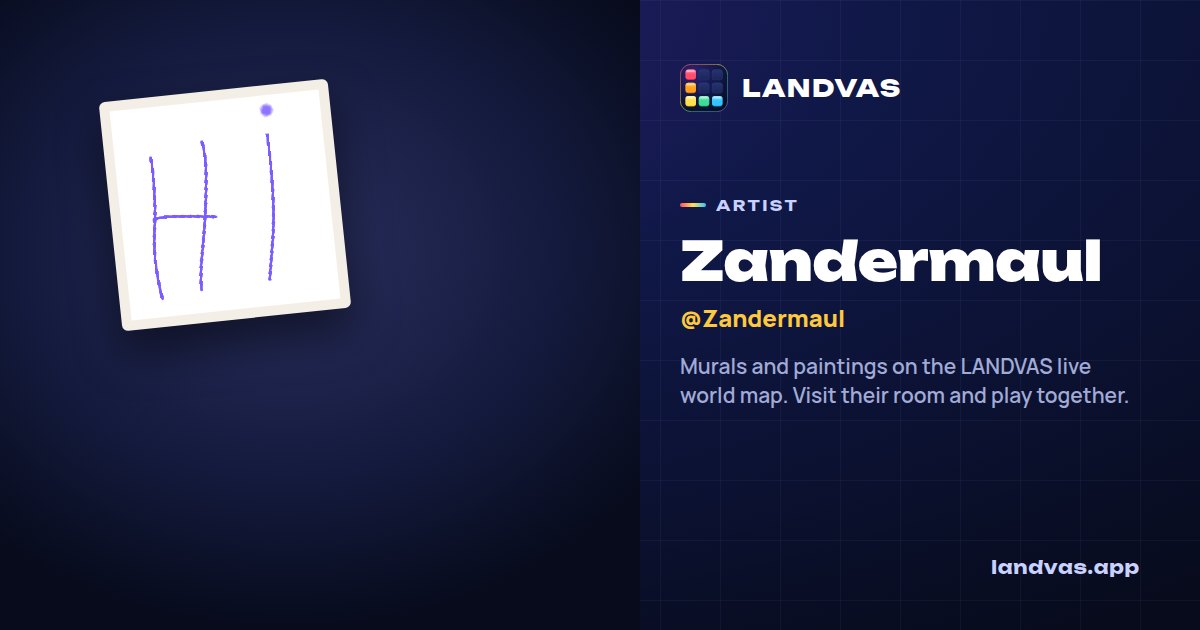 Hi
LANDVAS
ARTIST
Zandermaul
@Zandermaul
Murals and paintings on the LANDVAS live
world map. Visit their room and play together.
landvas.app